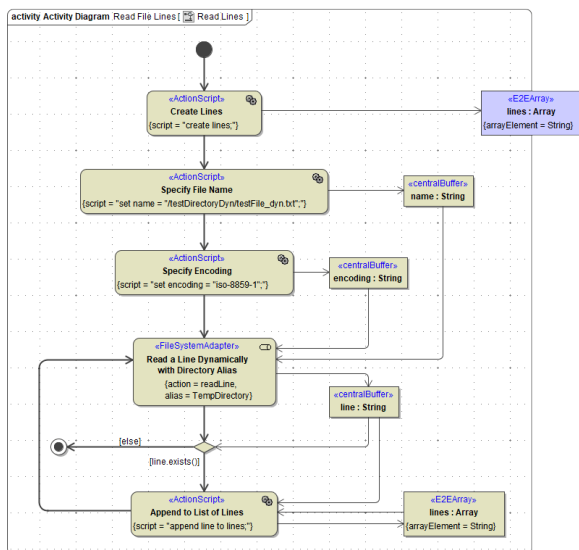 activity Activity Diagram Read File Lines [ Read Lines ]
«ActionScript»
Create Lines
{script = "create lines;"}
«E2EArray»
lines : Array
{arrayElement = String}
«ActionScript»
Specify File Name
{script = "set name = "/testDirectoryDyn/testFile_dyn.txt";"}
«centralBuffer»
name : String
«ActionScript»
Specify Encoding
{script = "set encoding = "iso-8859-1";"}
«centralBuffer»
encoding : String
«FileSystemAdapter»
Read a Line Dynamically
with Directory Alias
{action = readLine,
alias = TempDirectory}
«centralBuffer»
line : String
[else]
[line.exists()]
«ActionScript»
Append to List of Lines
{script = "append line to lines;"}
«E2EArray»
lines : Array
{arrayElement = String}